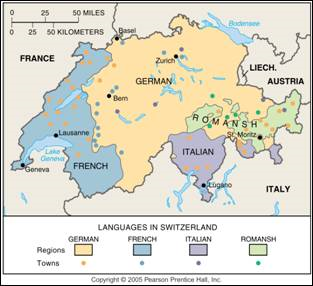 0 25 50 MILES
0 25 50 KILOMETERS
Basel
Bodensee
FRANCE
Zurich
LIECH.
GERMAN
AUSTRIA
Bern
ROMANSH
Lausanne
St. Moritz
Lake
Geneva
ITALIAN
FRENCH
Geneva
Lugano
ITALY
LANGUAGES IN SWITZERLAND
GERMAN FRENCH ITALIAN ROMANSH
Regions
Towns
Copyright © 2005 Pearson Prentice Hall, Inc.